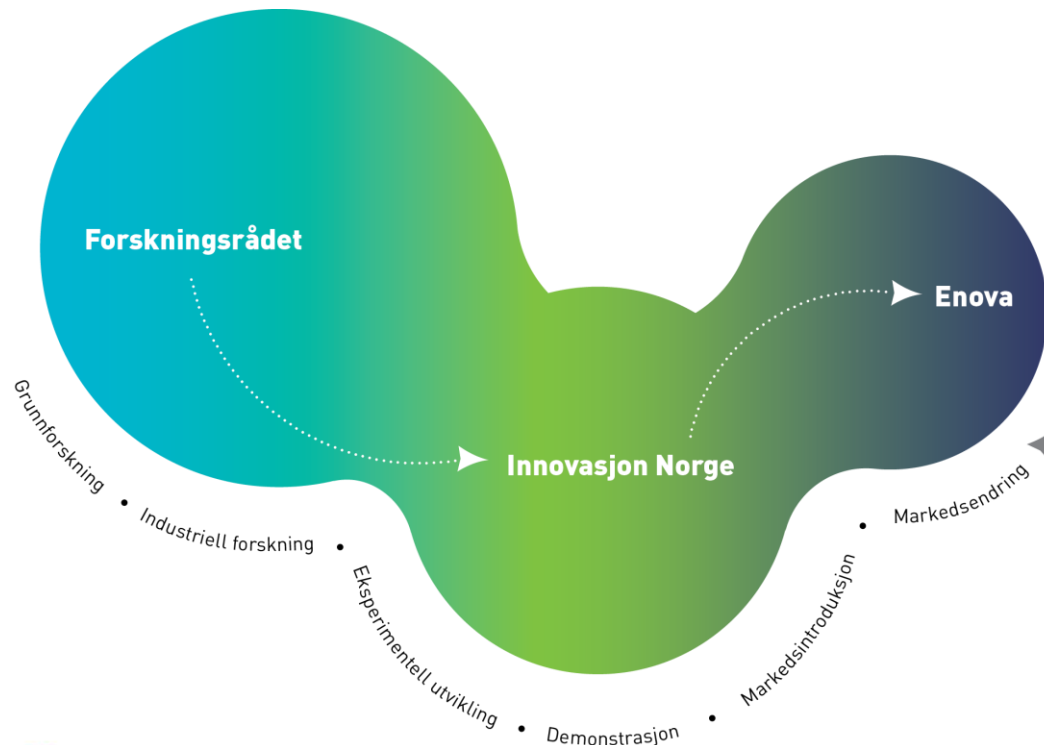 Forskningsrådet
Innovasjon Norge
Enova
Grunnforskning
Industriell forskning
Eksperimentell utvikling
Demonstrasjon
Markedsintroduksjon
Markedsendring